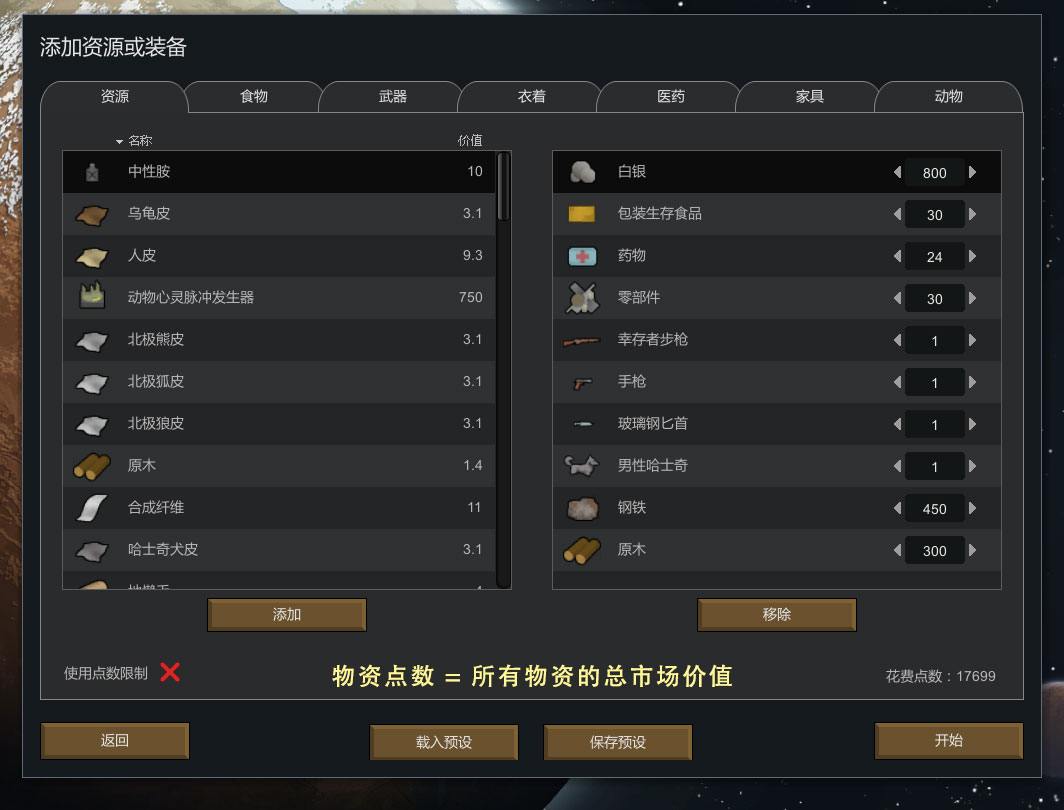 添加资源或装备
资源 食物 武器 衣着 医药 家具 动物
名称 价值
中性胺 10
乌龟皮 3.1
人皮 9.3
动物心灵脉冲发生器 750
北极熊皮 3.1
北极狐皮 3.1
北极狼皮 3.1
原木 1.4
合成纤维 11
哈士奇犬皮 3.1
白银 800
包装生存食品 30
药物 24
零部件 30
幸存者步枪 1
手枪 1
玻璃钢匕首 1
男性哈士奇 1
钢铁 450
原木 300
添加 移除
使用点数限制
物资点数 = 所有物资的总市场价值
花费点数：17699
返回 载入预设 保存预设 开始